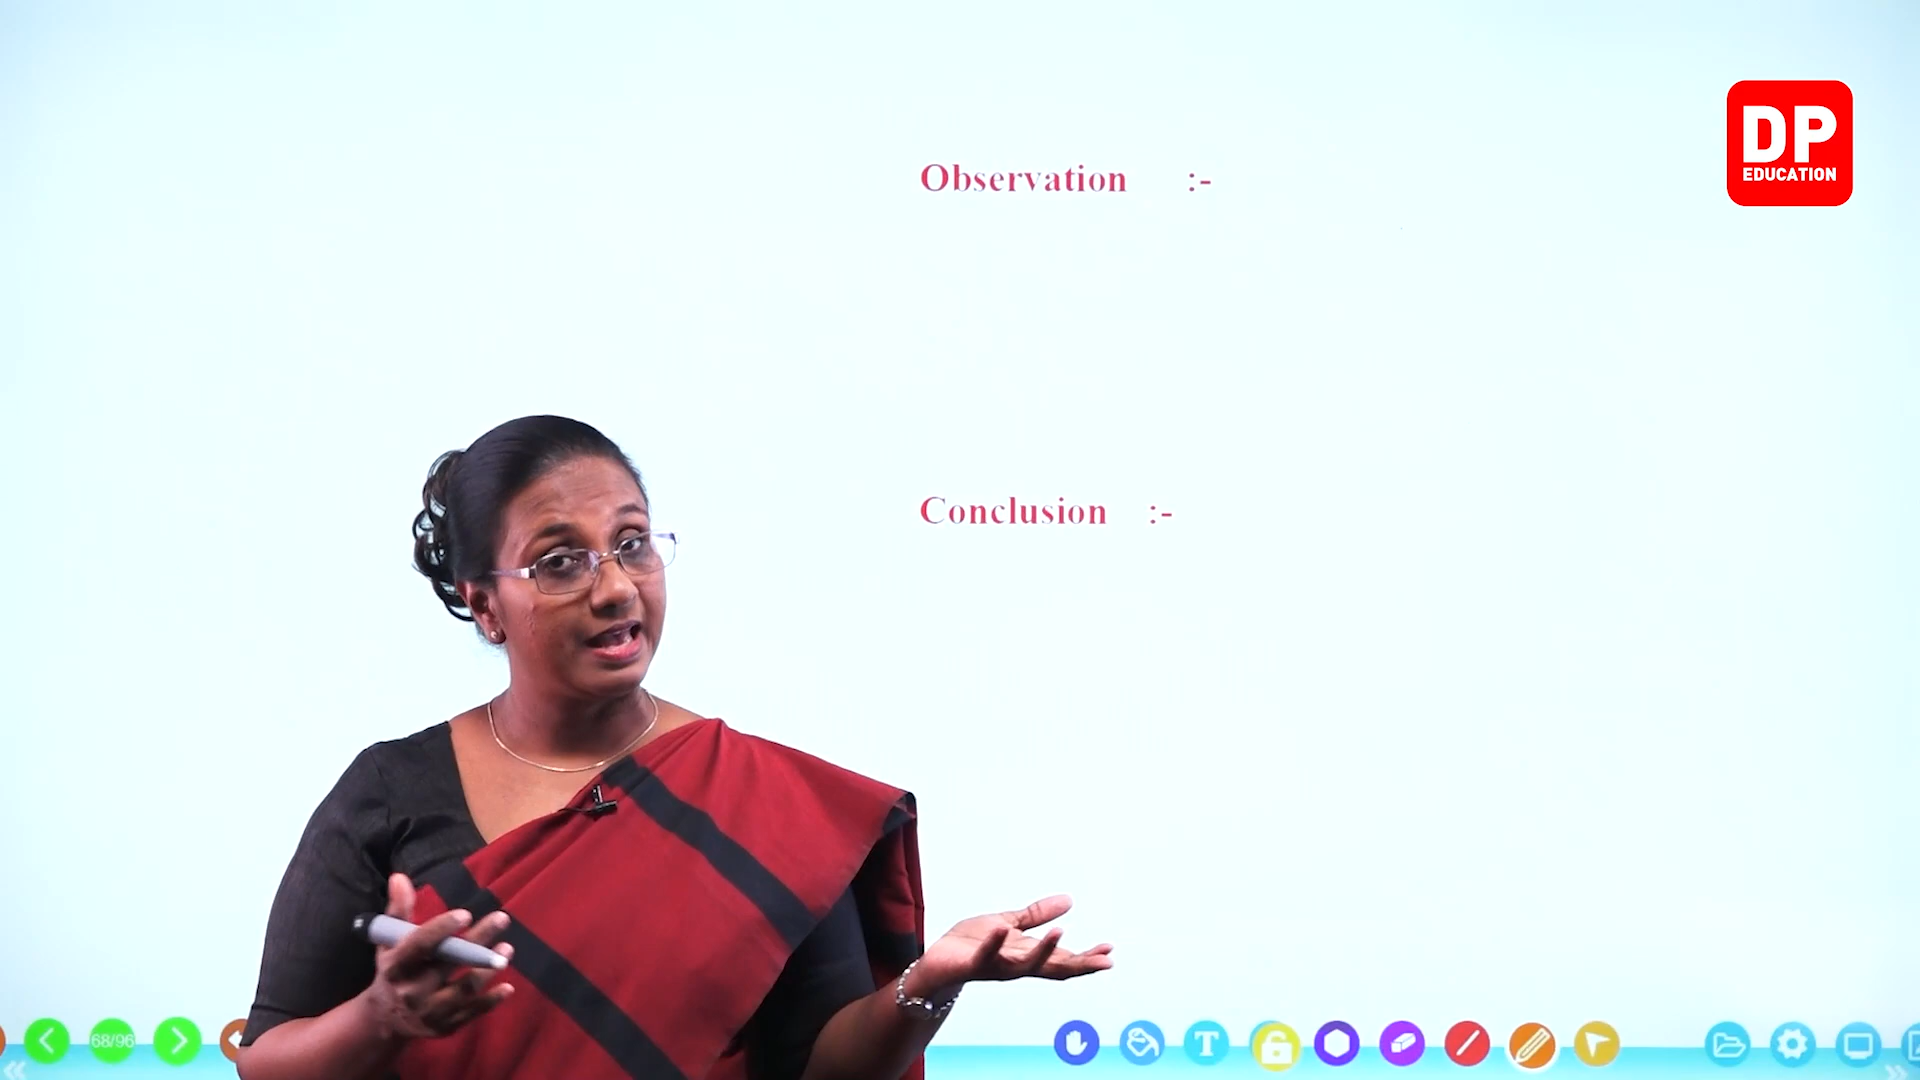 DP
EDUCATION
Observation :-
Conclusion :-
68/96
T